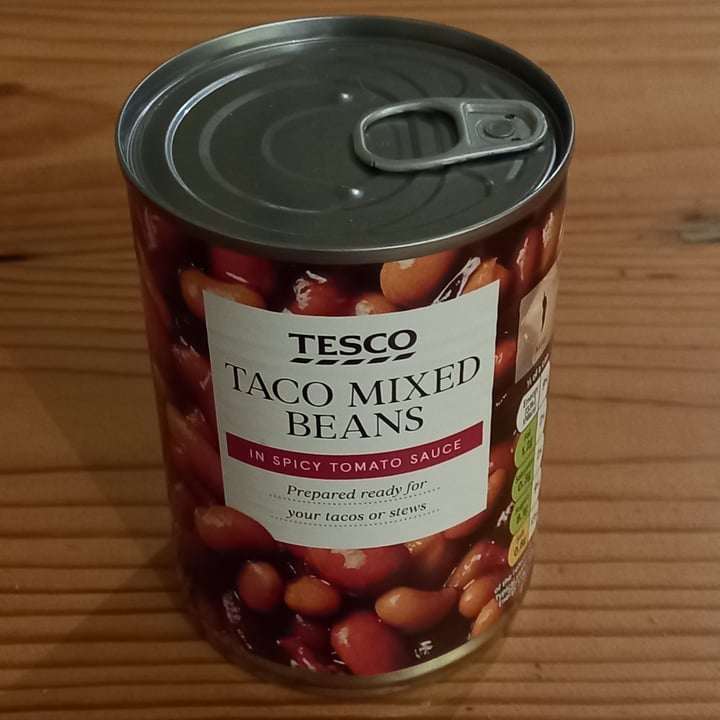 TESCO
TACO MIXED
BEANS
IN SPICY TOMATO SAUCE
Prepared ready for
your tacos or stews